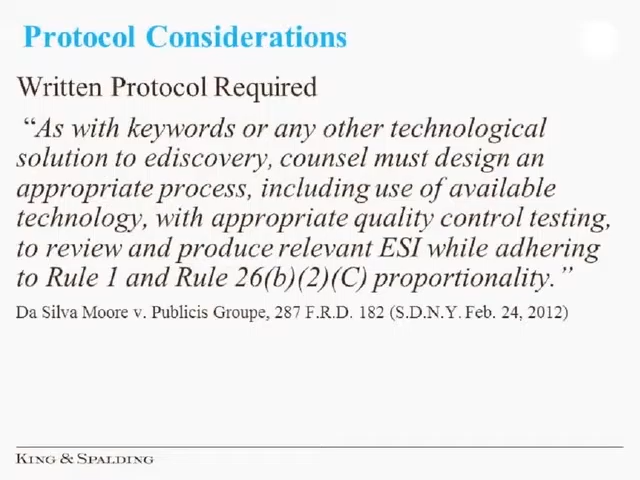 Protocol Considerations
Written Protocol Required
“As with keywords or any other technological
solution to ediscovery, counsel must design an
appropriate process, including use of available
technology, with appropriate quality control testing,
to review and produce relevant ESI while adhering
to Rule 1 and Rule 26(b)(2)(C) proportionality.”
Da Silva Moore v. Publicis Groupe, 287 F.R.D. 182 (S.D.N.Y. Feb. 24, 2012)
KING & SPALDING